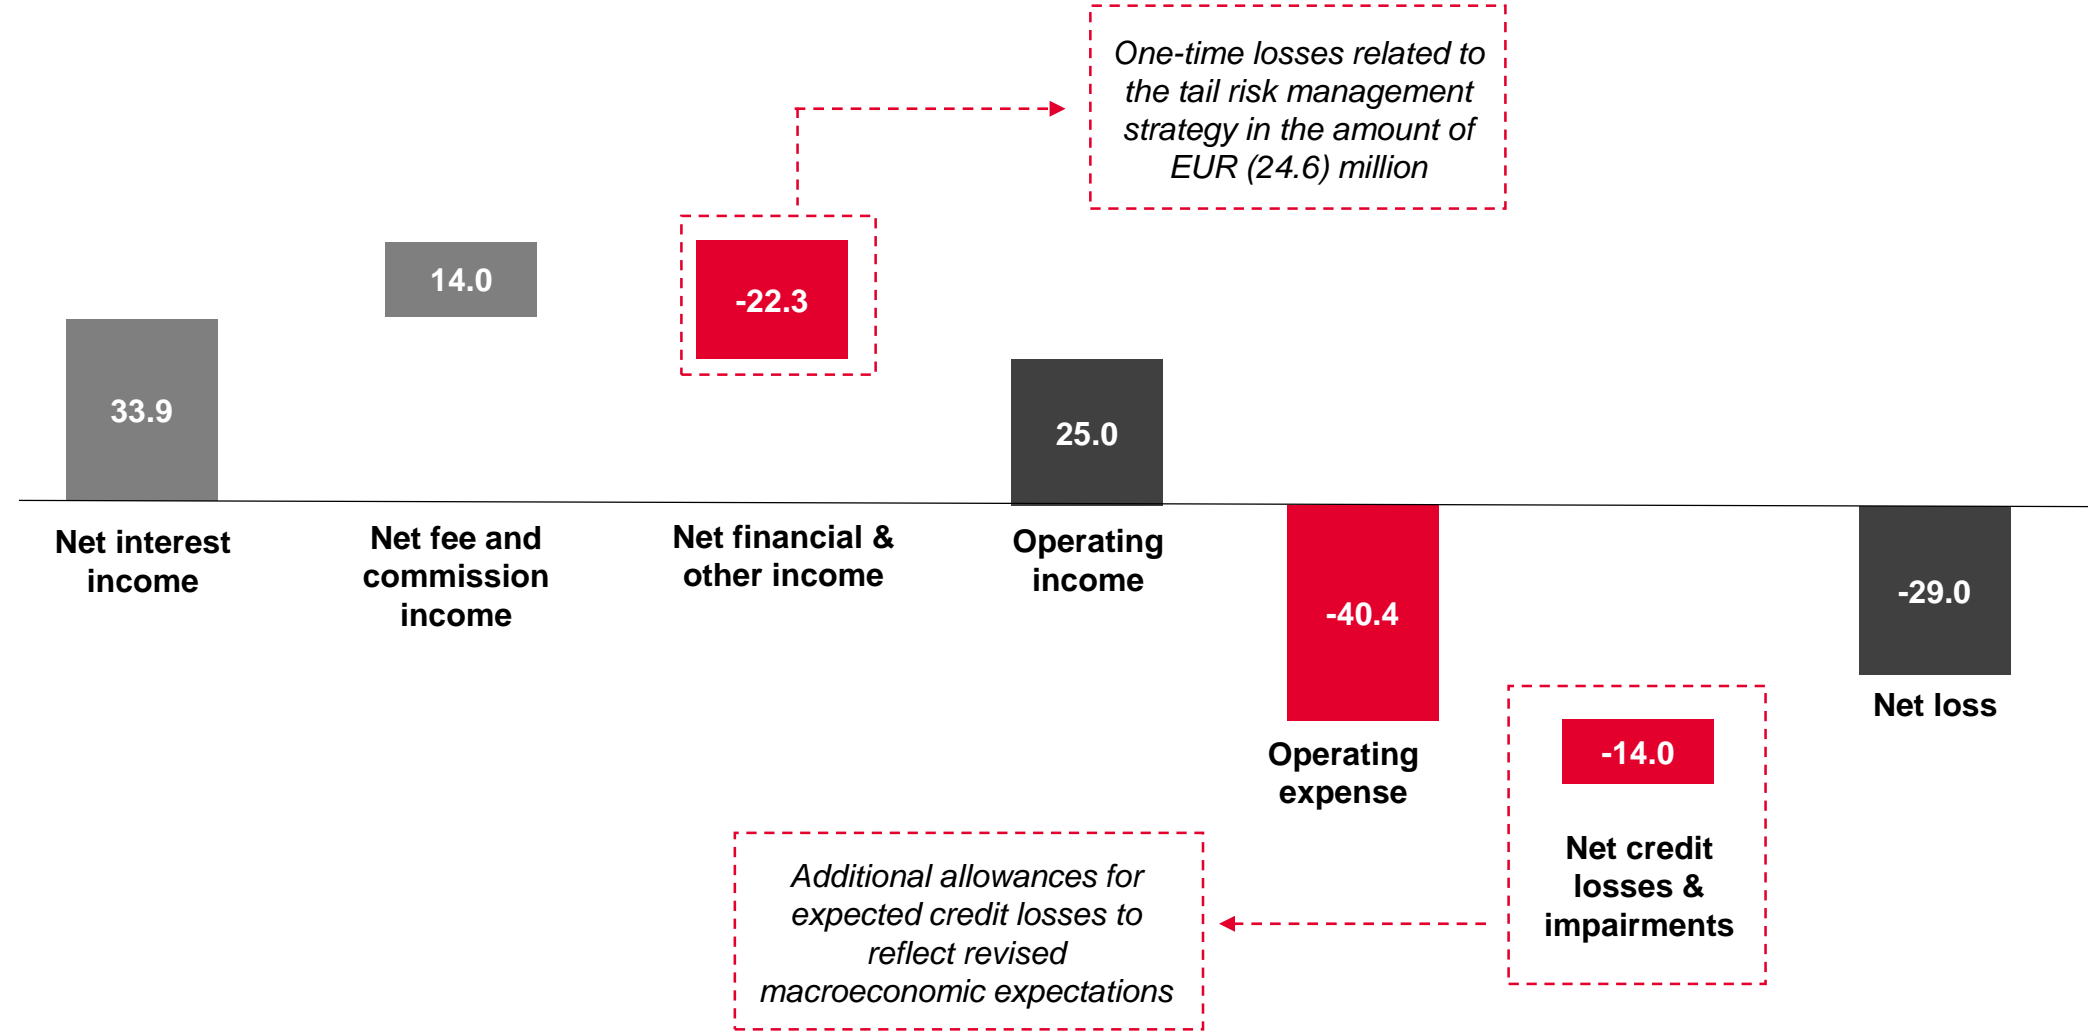 One-time losses related to
the tail risk management
strategy in the amount of
EUR (24.6) million
33.9
14.0
-22.3
25.0
-40.4
-14.0
-29.0
Net interest
income
Net fee and
commission
income
Net financial &
other income
Operating
income
Operating
expense
Net credit
losses &
impairments
Net loss
Additional allowances for
expected credit losses to
reflect revised
macroeconomic expectations